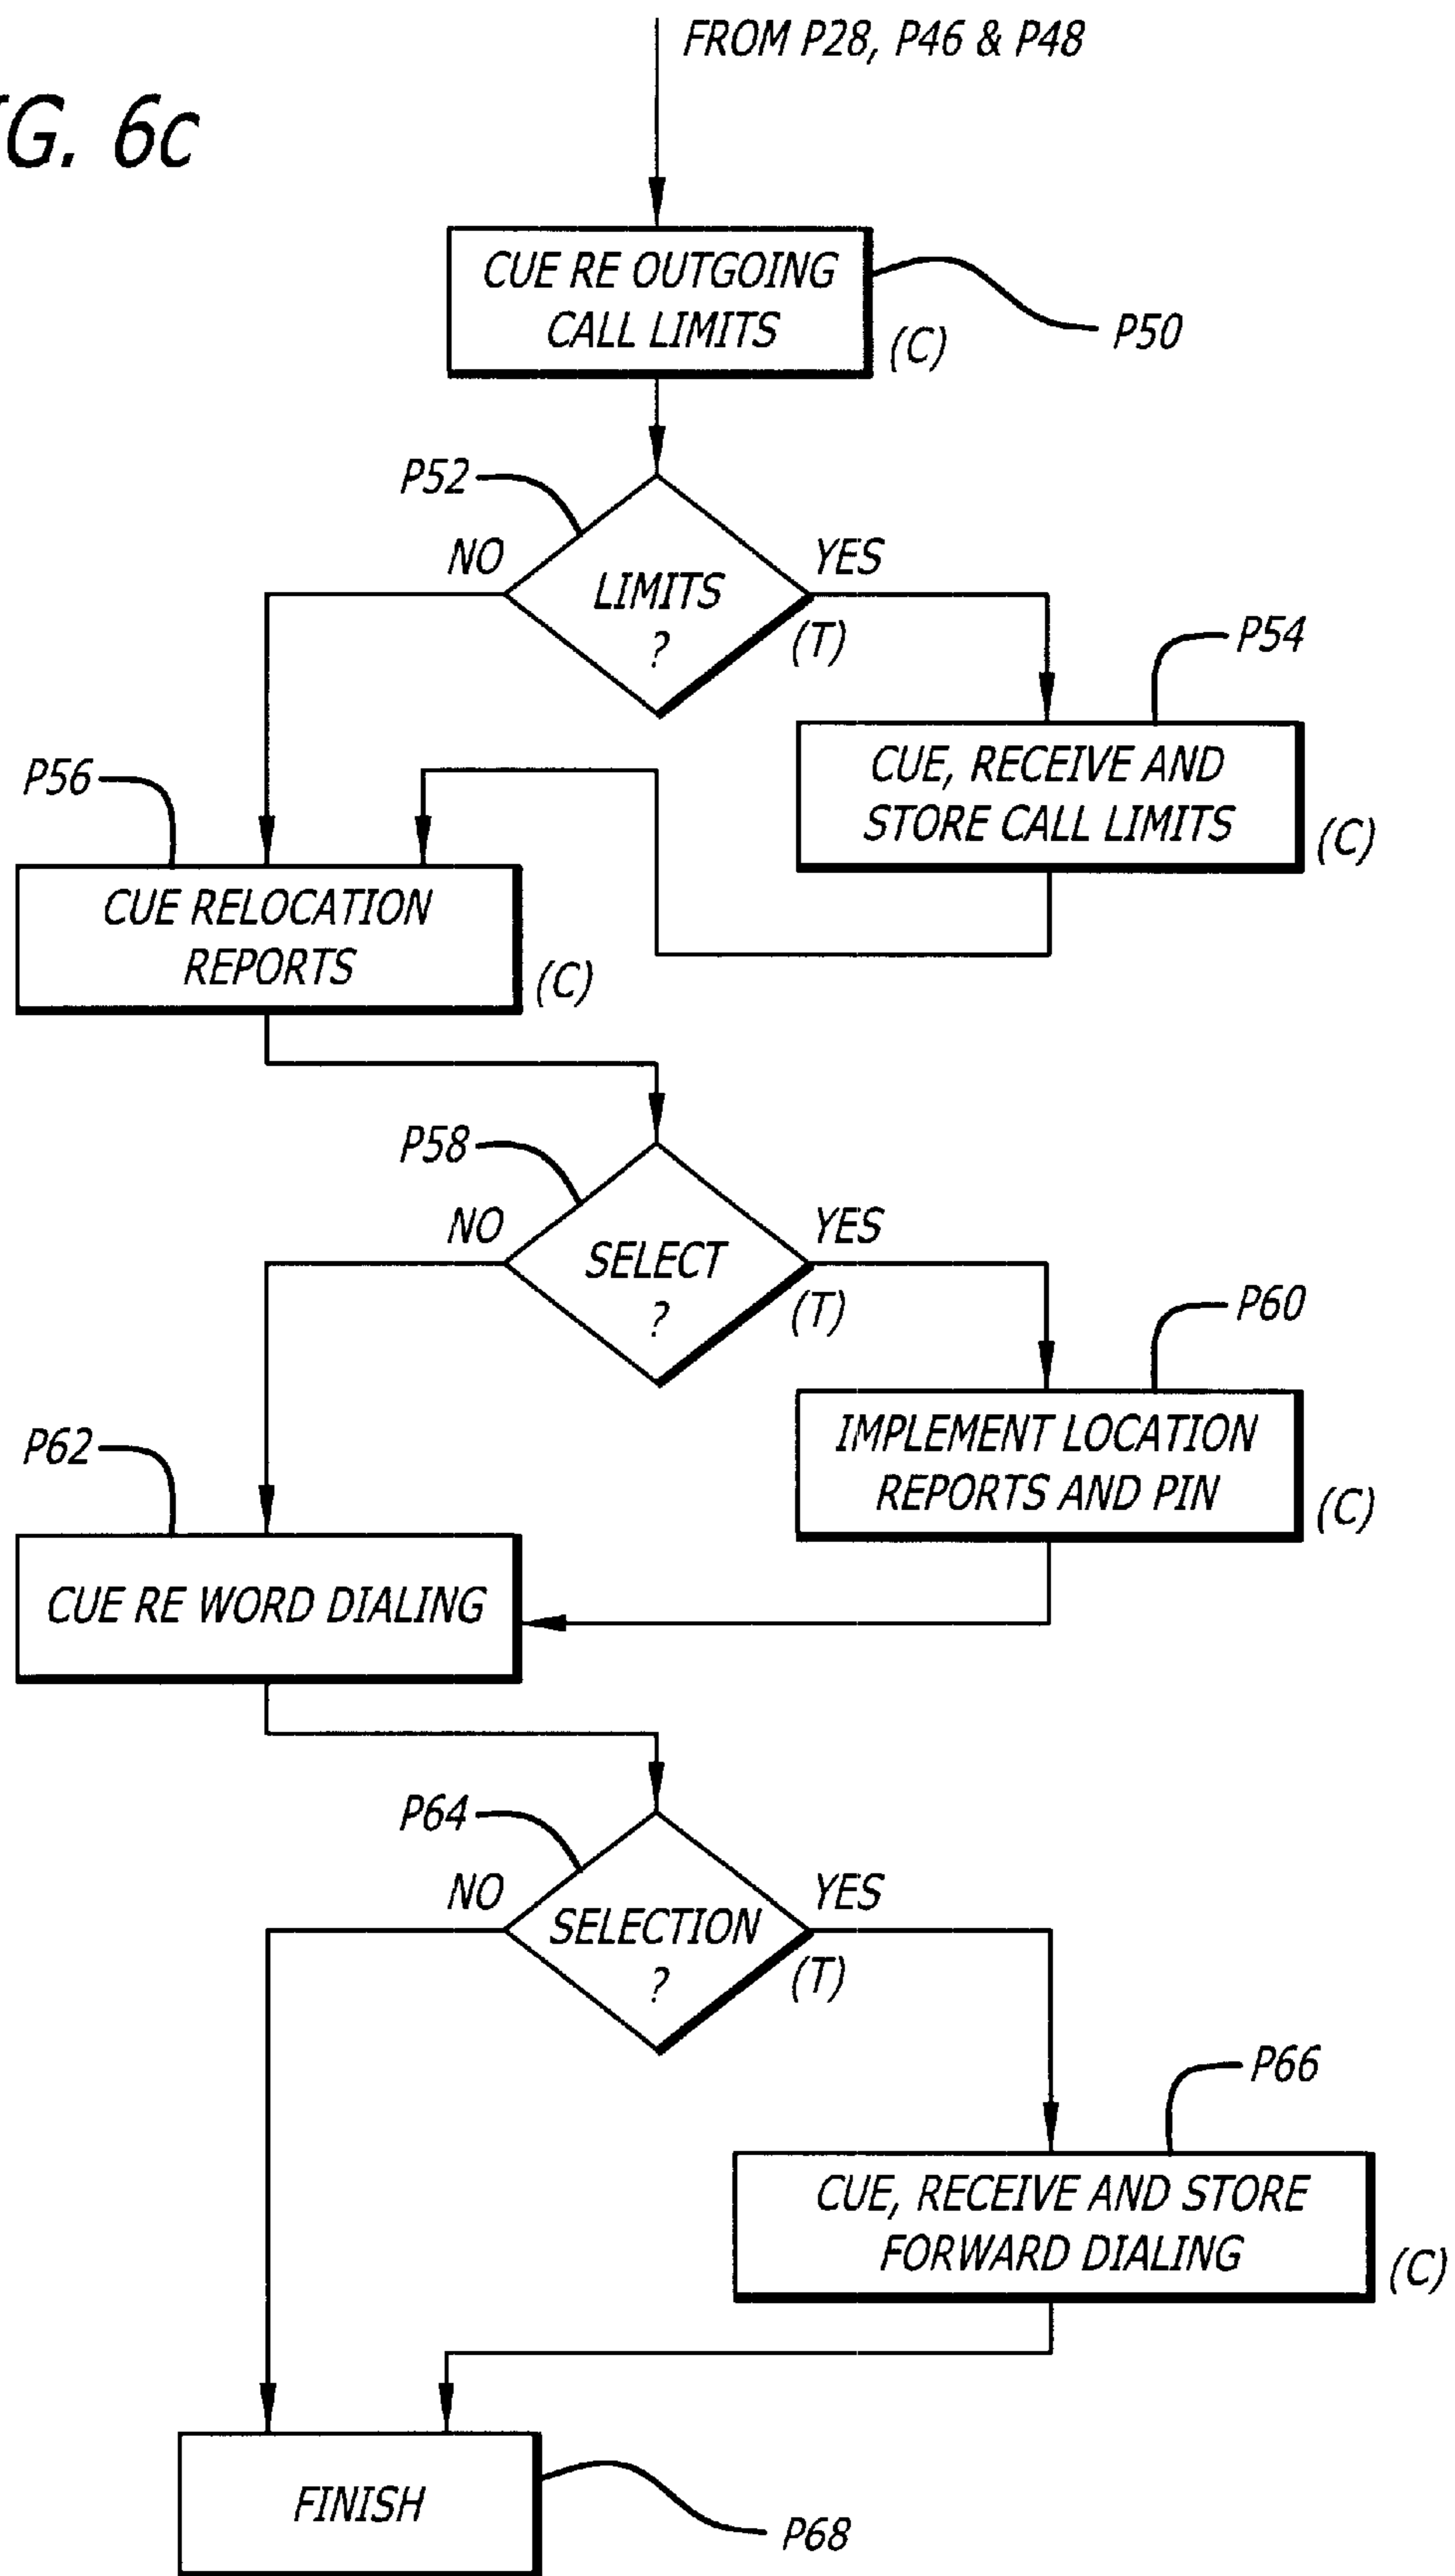 FROM P28, P46 & P48
IG. 6c
CUE RE OUTGOING
CALL LIMITS
(C)
P50
P52
NO
YES
LIMITS
?
(T)
P54
CUE, RECEIVE AND
STORE CALL LIMITS
(C)
P56
CUE RELOCATION
REPORTS
(C)
P58
NO
YES
SELECT
?
(T)
P60
IMPLEMENT LOCATION
REPORTS AND PIN
(C)
P62
CUE RE WORD DIALING
P64
NO
YES
SELECTION
?
(T)
P66
CUE, RECEIVE AND STORE
FORWARD DIALING
(C)
FINISH
P68